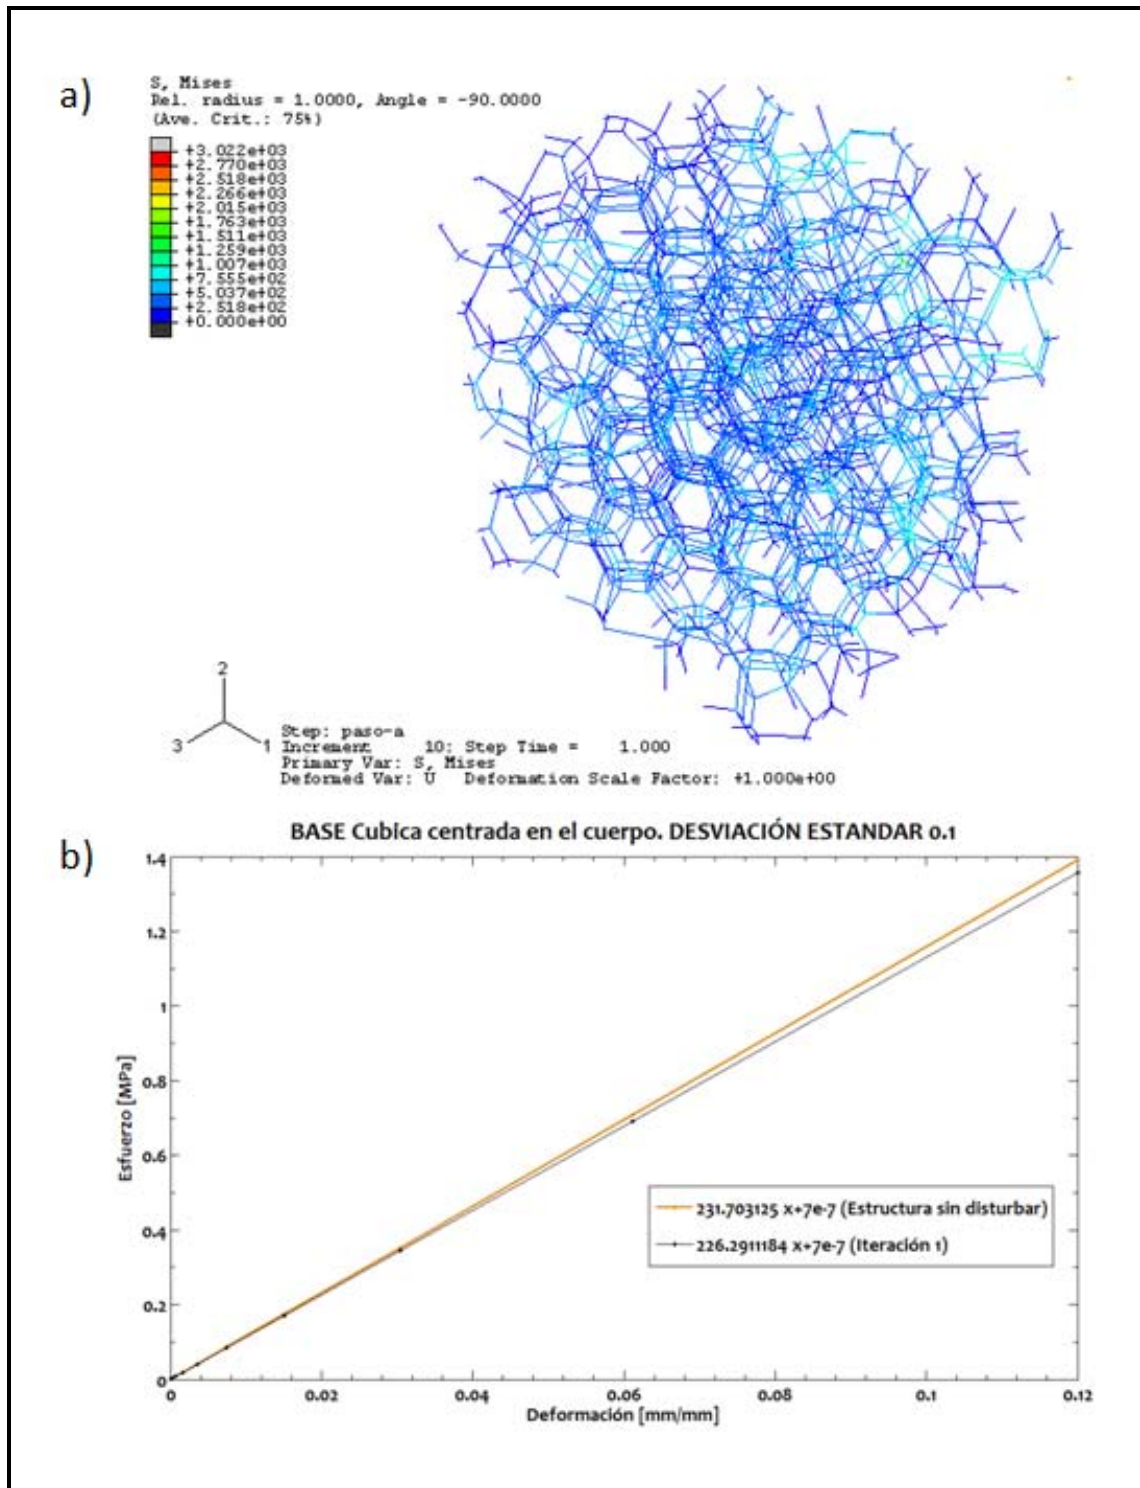 a)
S, Mises
Rel. radius = 1.0000, Angle = -90.0000
(Ave. Crit.: 75%)
+3.022e+03
+2.770e+03
+2.518e+03
+2.266e+03
+2.015e+03
+1.763e+03
+1.511e+03
+1.259e+03
+1.007e+03
+7.555e+02
+5.037e+02
+2.518e+02
+0.000e+00
2
3
1
Step: paso-a
Increment 10: Step Time = 1.000
Primary Var: S, Mises
Deformed Var: U Deformation Scale Factor: +1.000e+00
b)
BASE Cubica centrada en el cuerpo. DESVIACIÓN ESTANDAR 0.1
1.4
1.2
1
0.8
0.6
0.4
0.2
0
Esfuerzo [MPa]
231.703125 x+7e-7 (Estructura sin disturbar)
226.2911184 x+7e-7 (Iteración 1)
0 0.02 0.04 0.06 0.08 0.1 0.12
Deformación [mm/mm]